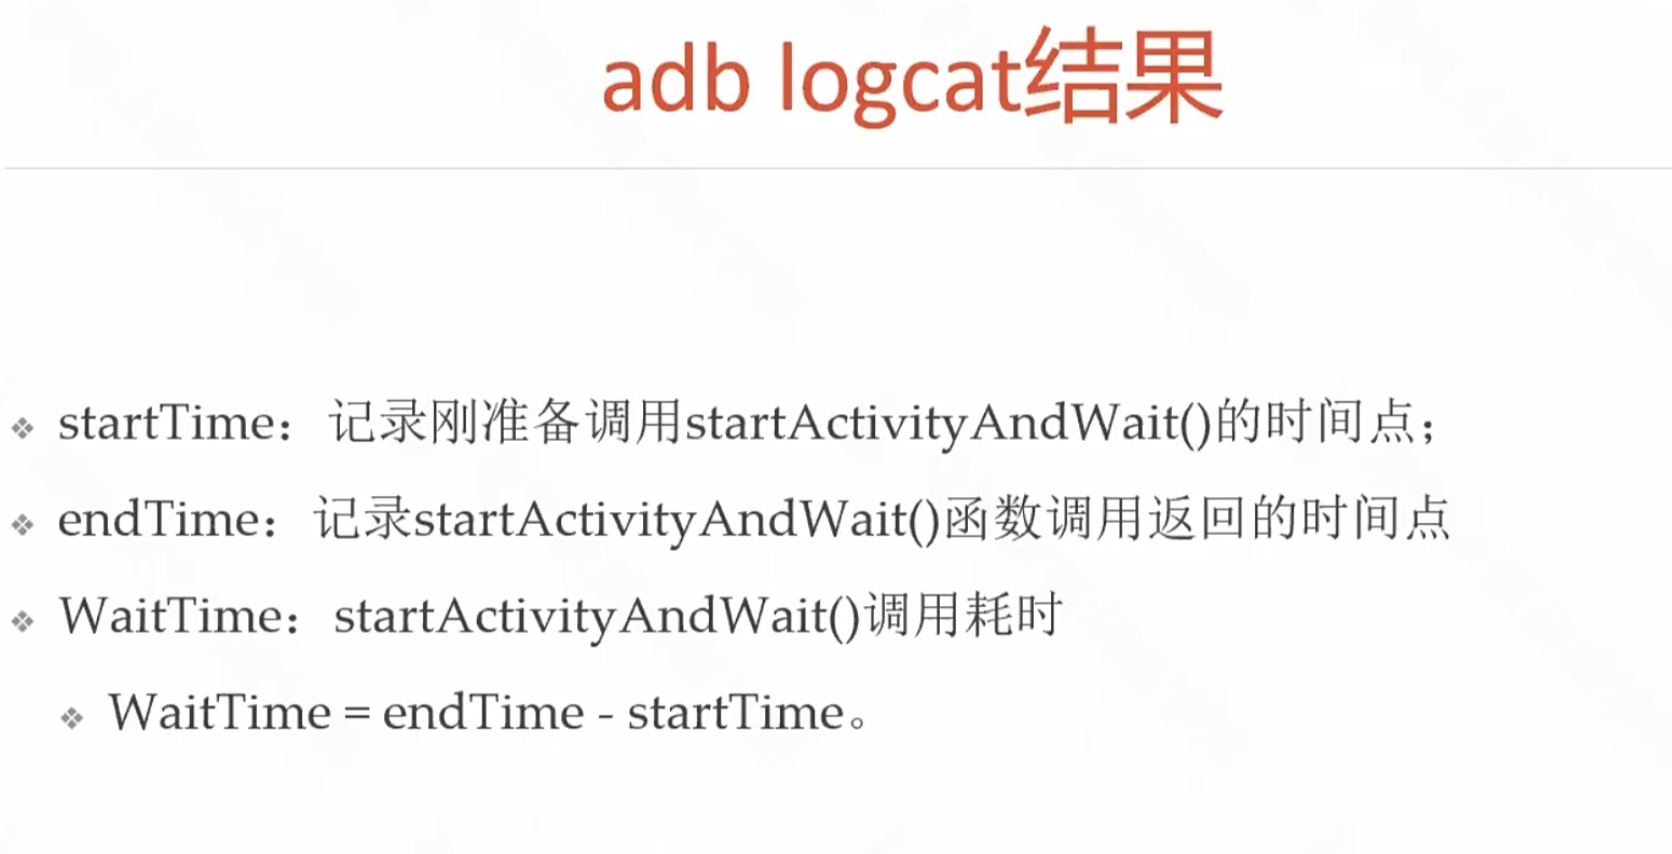 adb logcat结果
startTime：记录刚准备调用startActivityAndWait()的时间点；
endTime：记录startActivityAndWait()函数调用返回的时间点
WaitTime：startActivityAndWait()调用耗时
WaitTime = endTime - startTime。